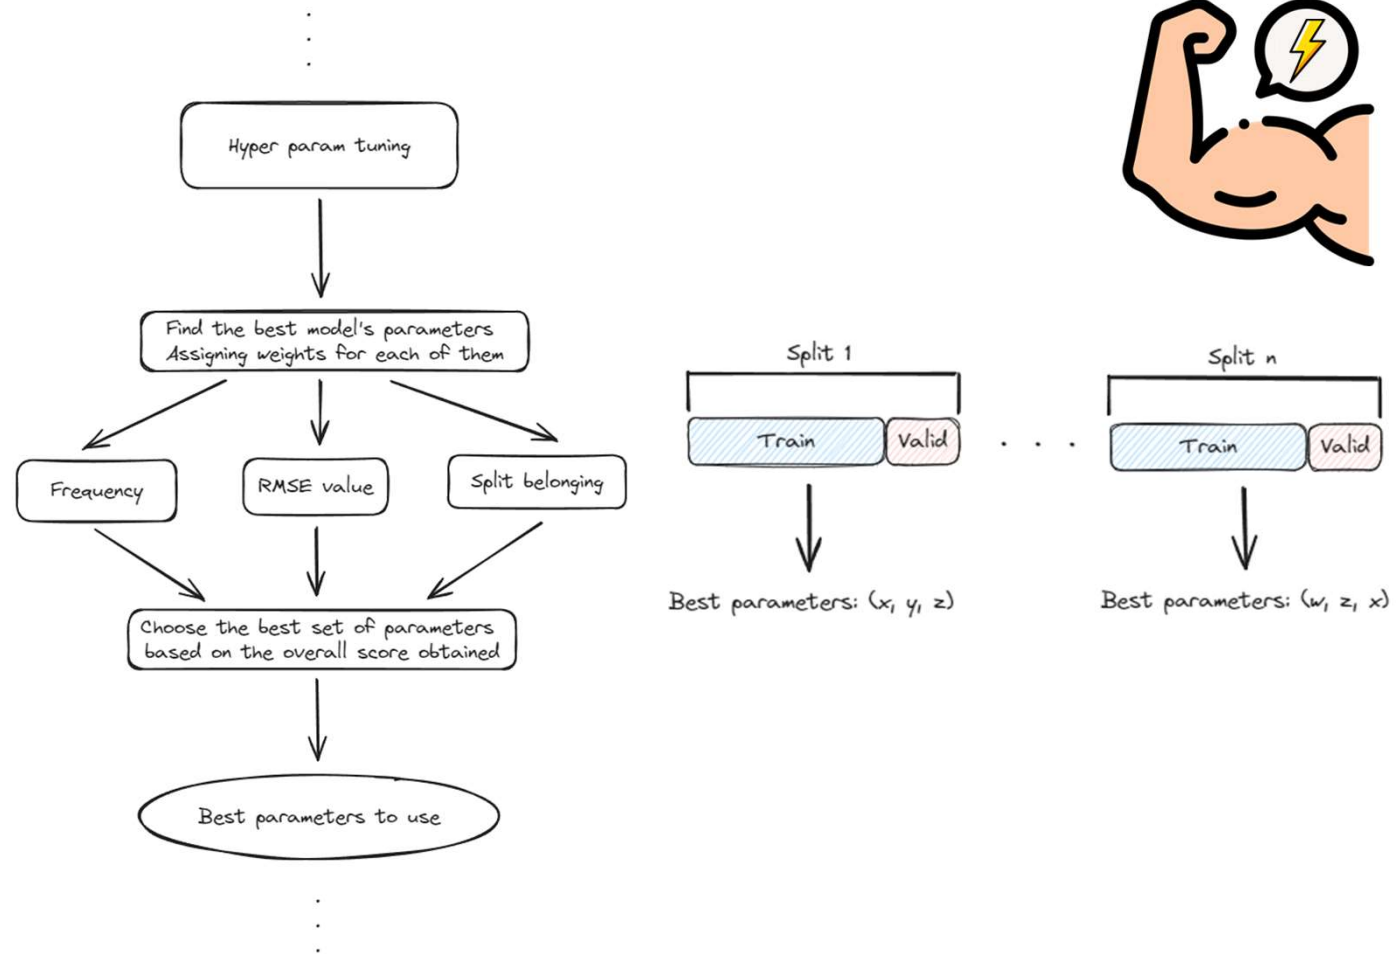 Hyper param tuning
Find the best model's parameters
Assigning weights for each of them
Frequency
RMSE value
Split belonging
Choose the best set of parameters
based on the overall score obtained
Best parameters to use
Split 1
Train
Valid
Best parameters: (x, y, z)
Split n
Train
Valid
Best parameters: (w, z, x)